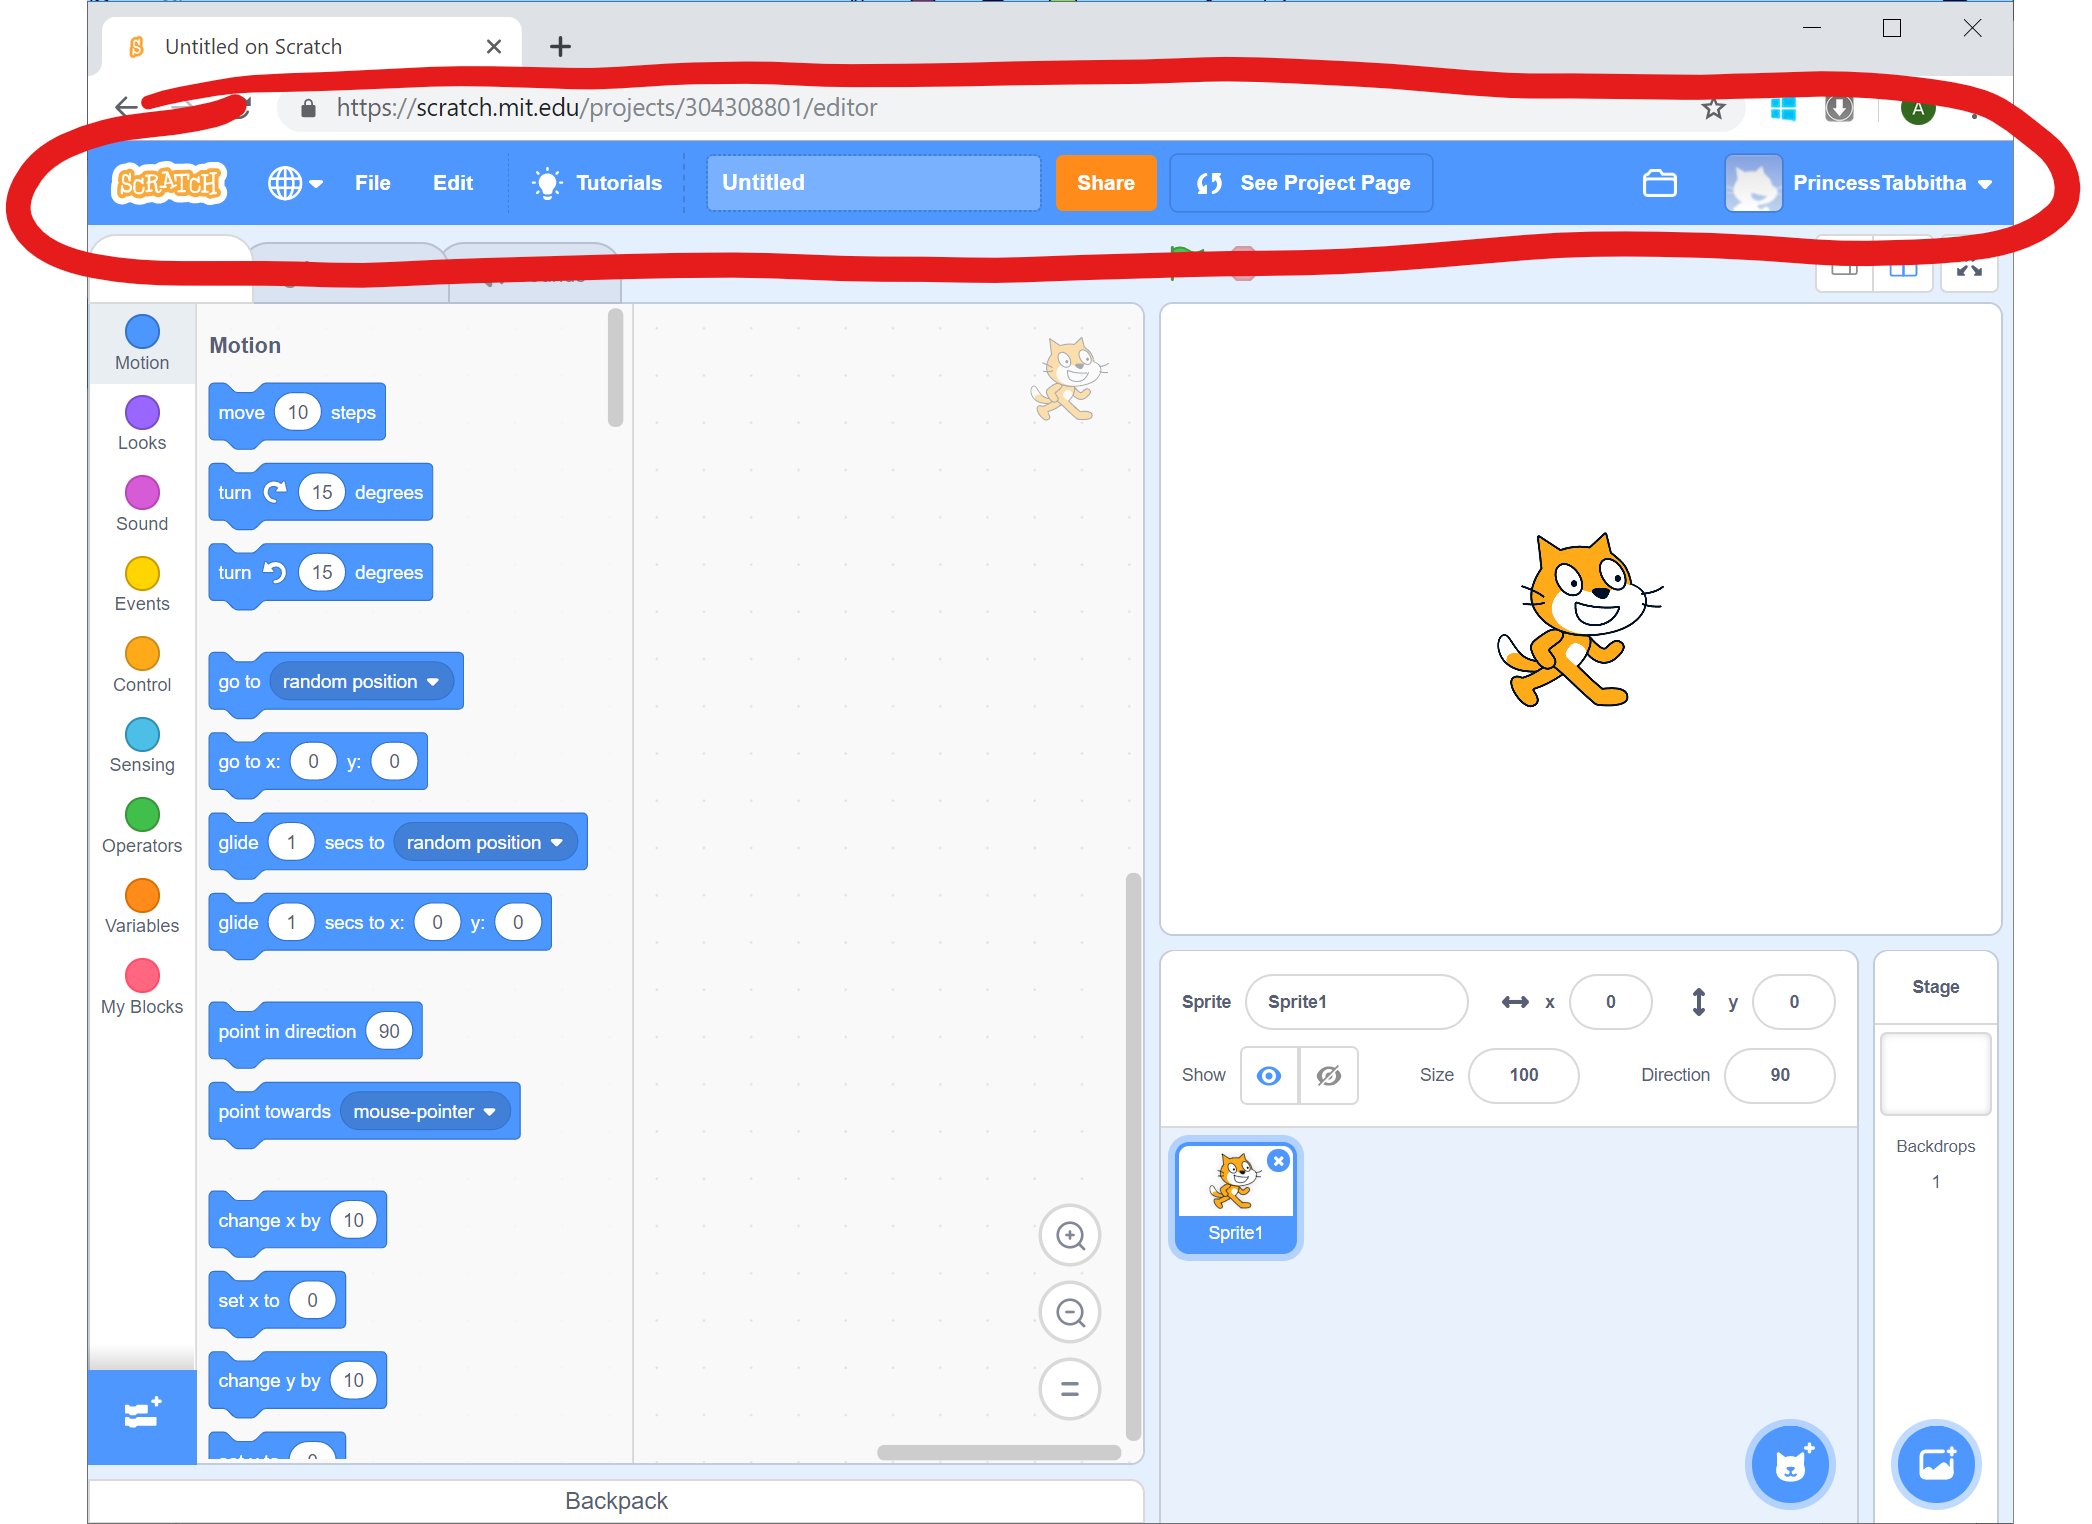 Untitled on Scratch
https://scratch.mit.edu/projects/304308801/editor
A
SCRATCH
File
Edit
Tutorials
Untitled
Share
See Project Page
PrincessTabbitha
Motion
Looks
Sound
Events
Control
Sensing
Operators
Variables
My Blocks
Motion
move 10 steps
turn 15 degrees
turn 15 degrees
go to random position
go to x: 0 y: 0
glide 1 secs to random position
glide 1 secs to x: 0 y: 0
point in direction 90
point towards mouse-pointer
change x by 10
set x to 0
change y by 10
Backpack
Sprite Sprite1 x 0 y 0
Show Size 100 Direction 90
Sprite1
Stage
Backdrops
1